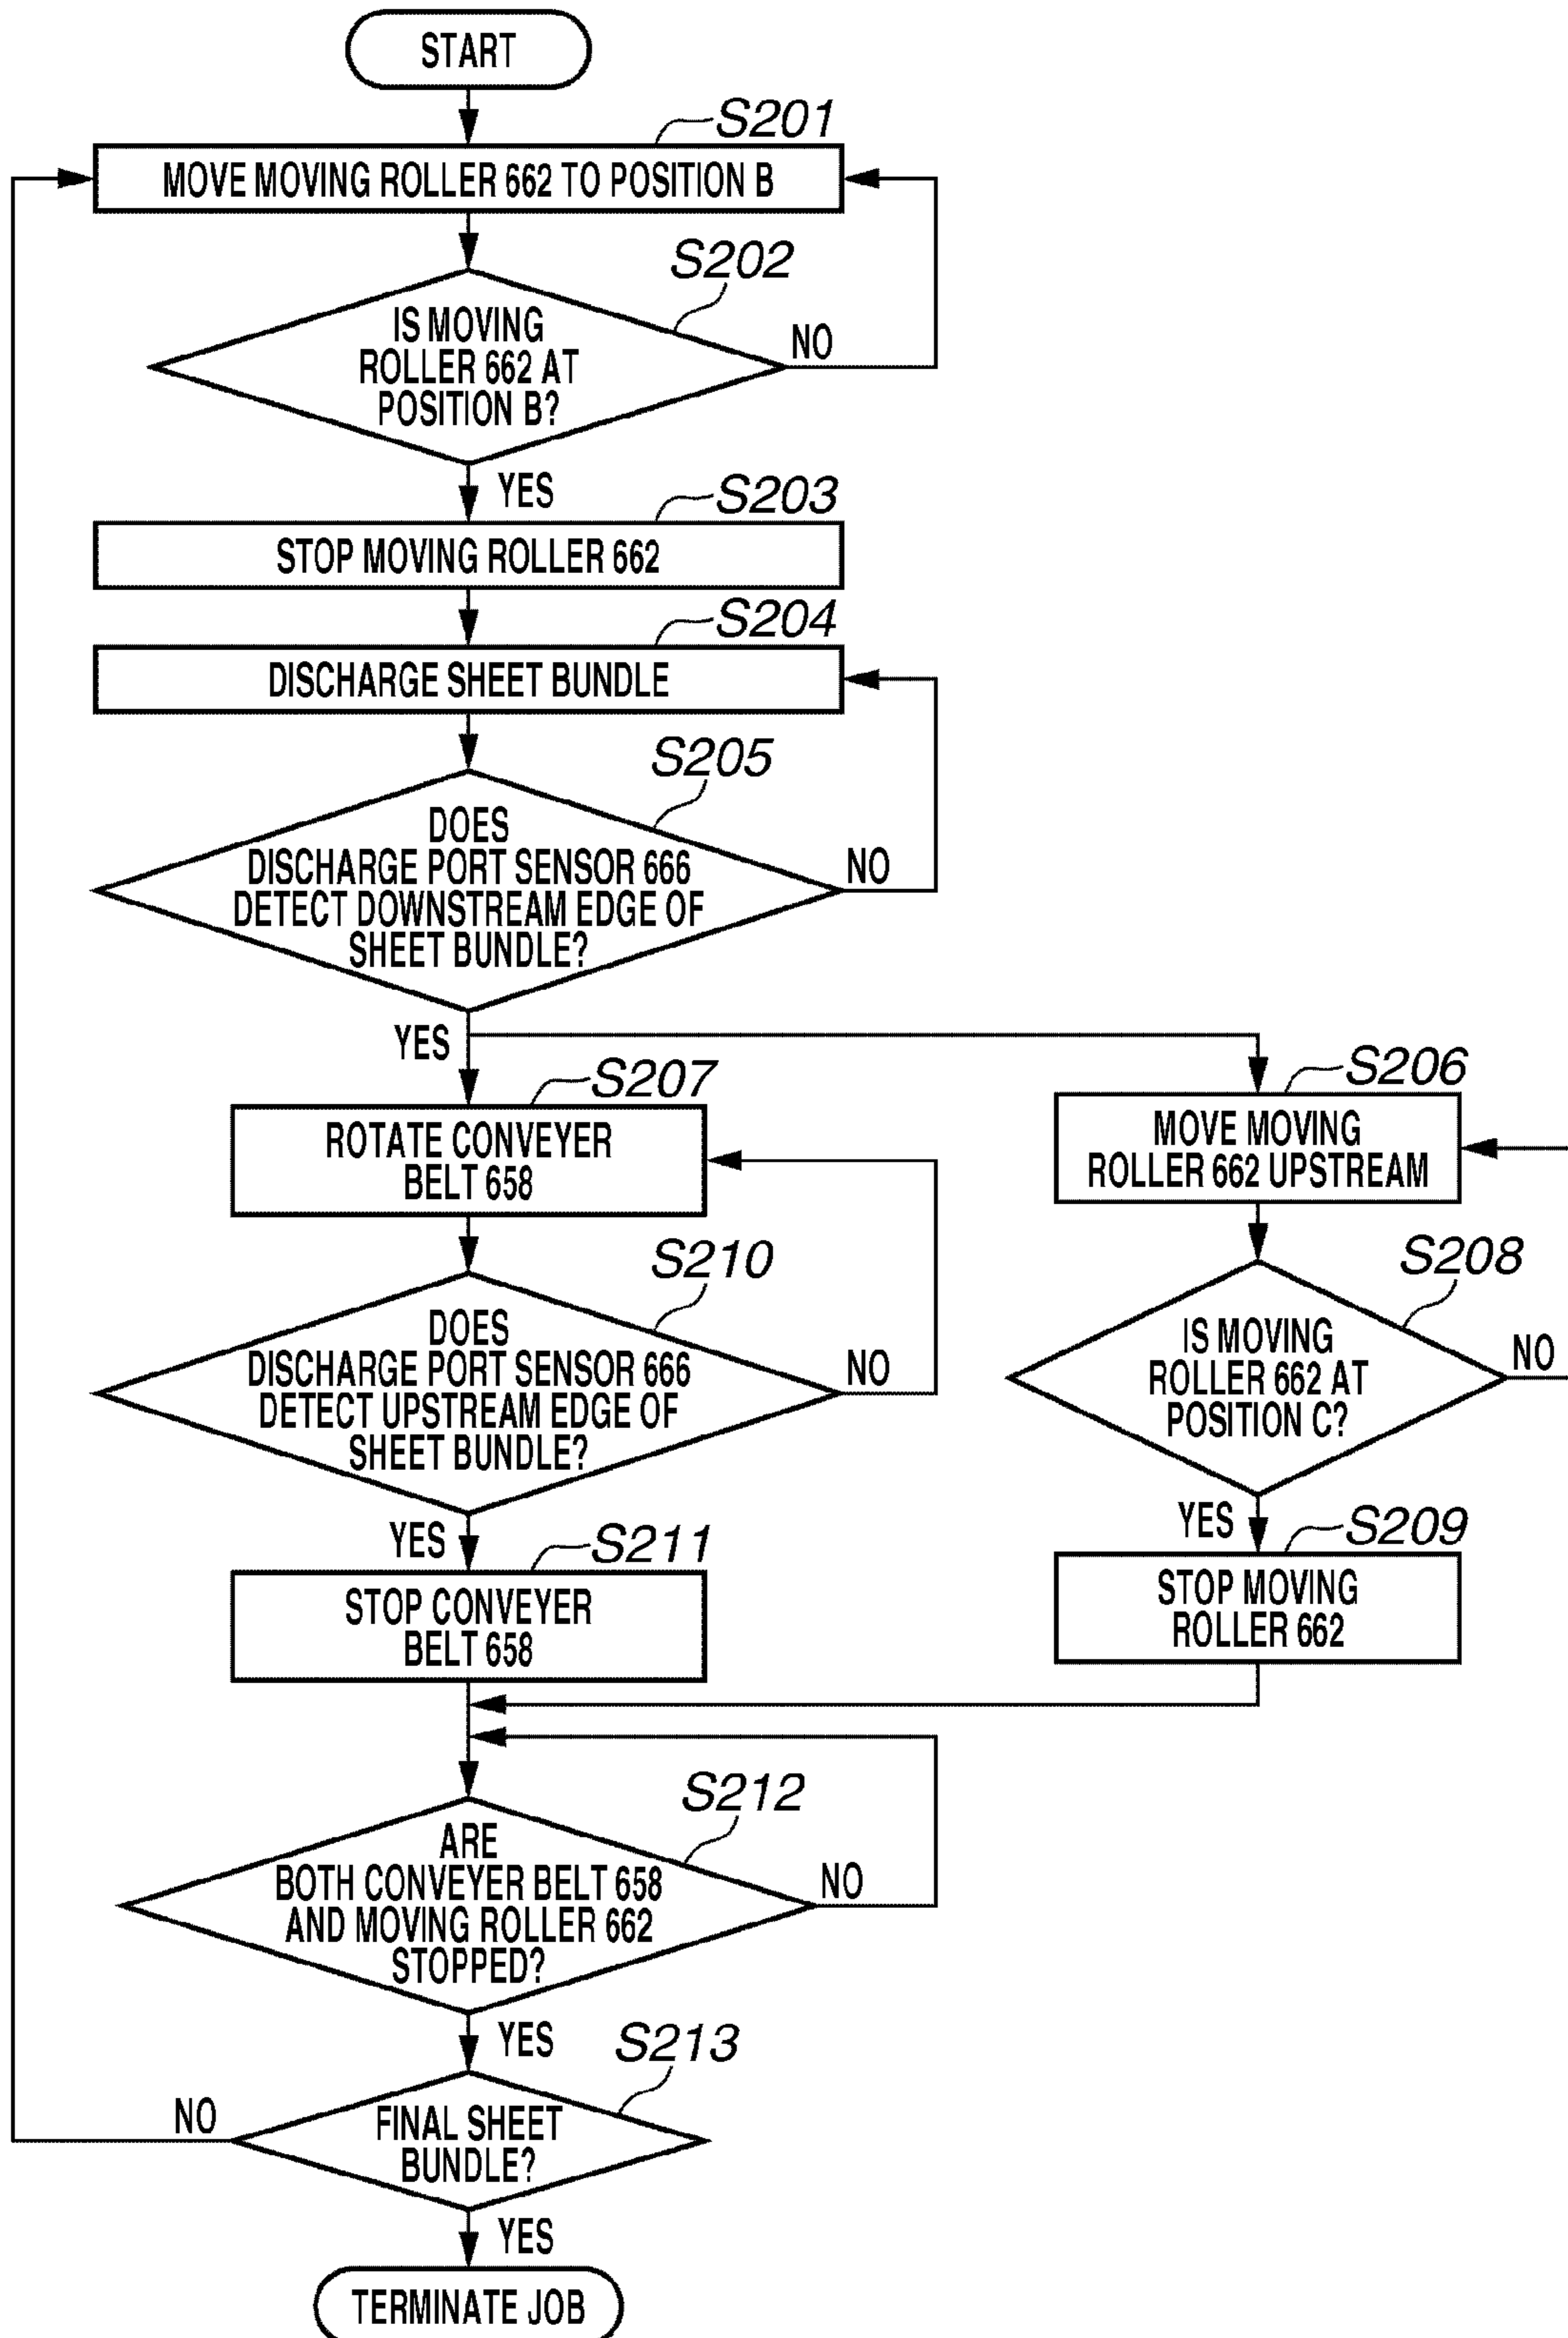 START
S201
MOVE MOVING ROLLER 662 TO POSITION B
S202
IS MOVING
ROLLER 662 AT
POSITION B?
NO
YES
S203
STOP MOVING ROLLER 662
S204
DISCHARGE SHEET BUNDLE
S205
DOES
DISCHARGE PORT SENSOR 666
DETECT DOWNSTREAM EDGE OF
SHEET BUNDLE?
NO
YES
S207
ROTATE CONVEYER
BELT 658
S206
MOVE MOVING
ROLLER 662 UPSTREAM
S210
DOES
DISCHARGE PORT SENSOR 666
DETECT UPSTREAM EDGE OF
SHEET BUNDLE?
NO
S208
IS MOVING
ROLLER 662 AT
POSITION C?
NO
YES
S211
STOP CONVEYER
BELT 658
YES
S209
STOP MOVING
ROLLER 662
S212
ARE
BOTH CONVEYER BELT 658
AND MOVING ROLLER 662
STOPPED?
NO
YES
S213
FINAL SHEET
BUNDLE?
NO
YES
TERMINATE JOB